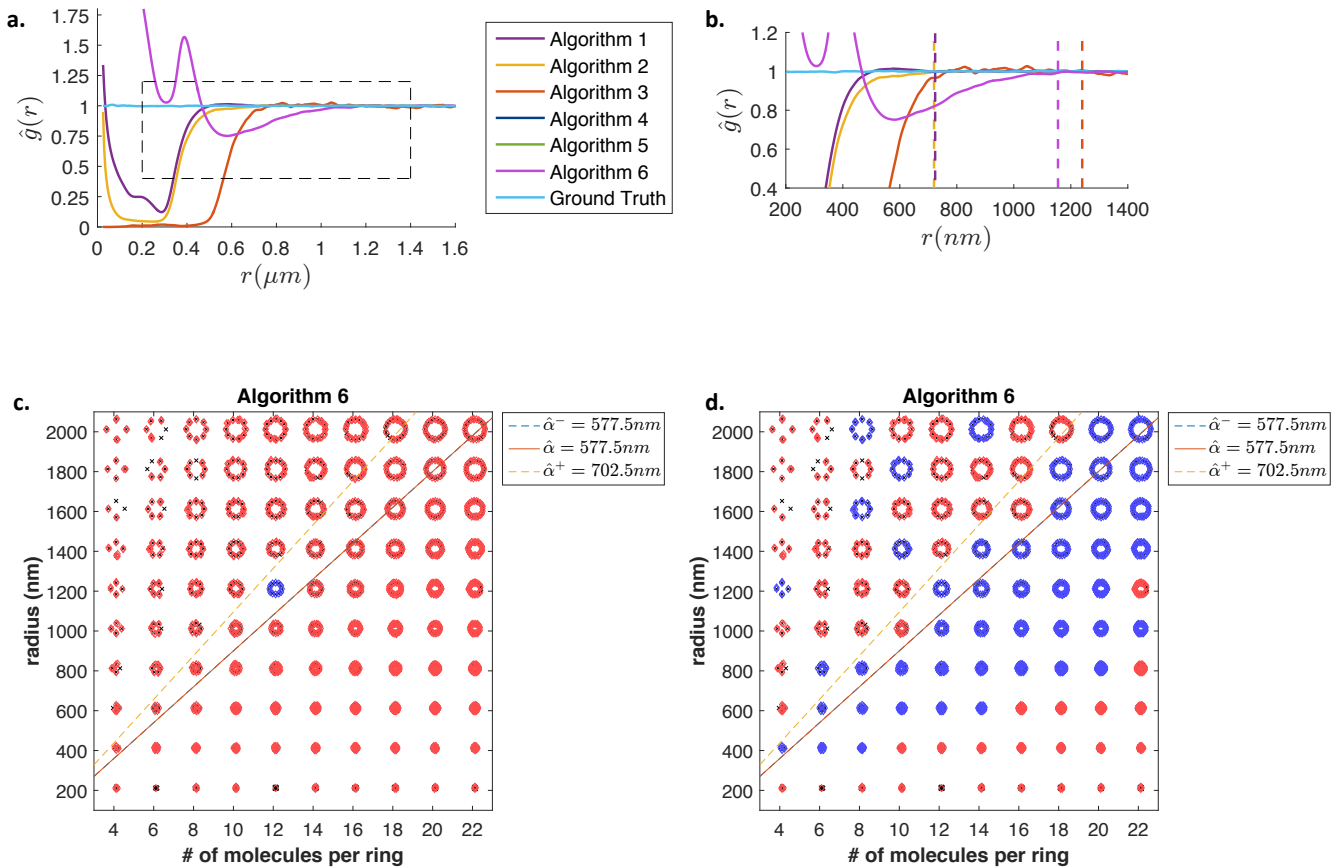 a.
1.75
1.5
1.25
1
0.75
0.5
0.25
0
ĝ(r)
0 0.2 0.4 0.6 0.8 1 1.2 1.4 1.6
r(μm)
Algorithm 1
Algorithm 2
Algorithm 3
Algorithm 4
Algorithm 5
Algorithm 6
Ground Truth
b.
1.2
1
0.8
0.6
0.4
ĝ(r)
200 400 600 800 1000 1200 1400
r(nm)
c.
Algorithm 6
2000
1800
1600
1400
1200
1000
800
600
400
200
radius (nm)
4 6 8 10 12 14 16 18 20 22
# of molecules per ring
α̂⁻ = 577.5nm
α̂ = 577.5nm
α̂⁺ = 702.5nm
d.
Algorithm 6
2000
1800
1600
1400
1200
1000
800
600
400
200
radius (nm)
4 6 8 10 12 14 16 18 20 22
# of molecules per ring
α̂⁻ = 577.5nm
α̂ = 577.5nm
α̂⁺ = 702.5nm